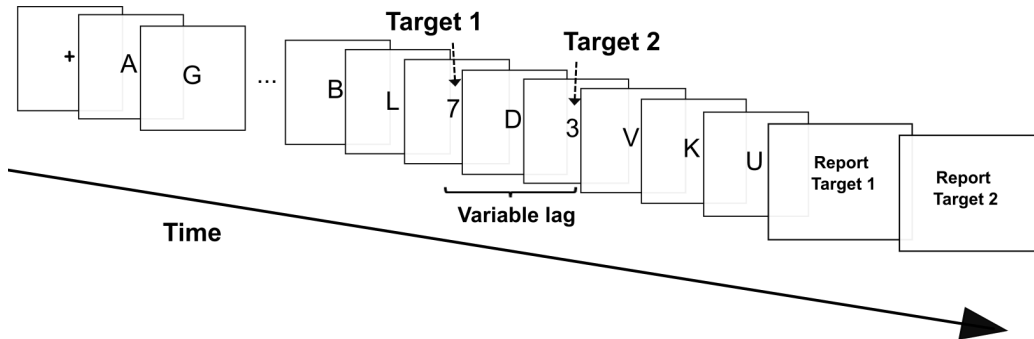 Target 1
Target 2
+
A
G
...
B
L
7
D
3
V
K
U
Report
Target 1
Report
Target 2
Variable lag
Time